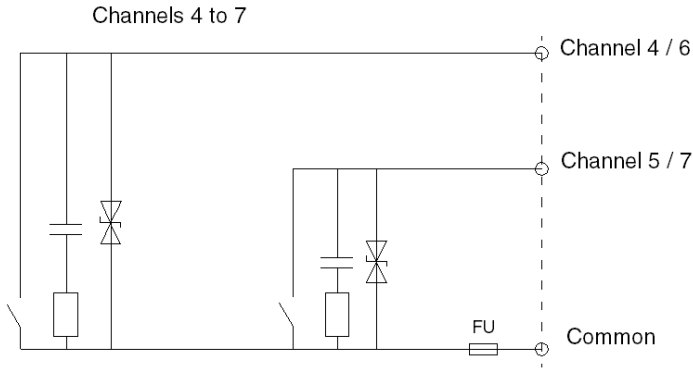 Channels 4 to 7
Channel 4 / 6
Channel 5 / 7
FU
Common